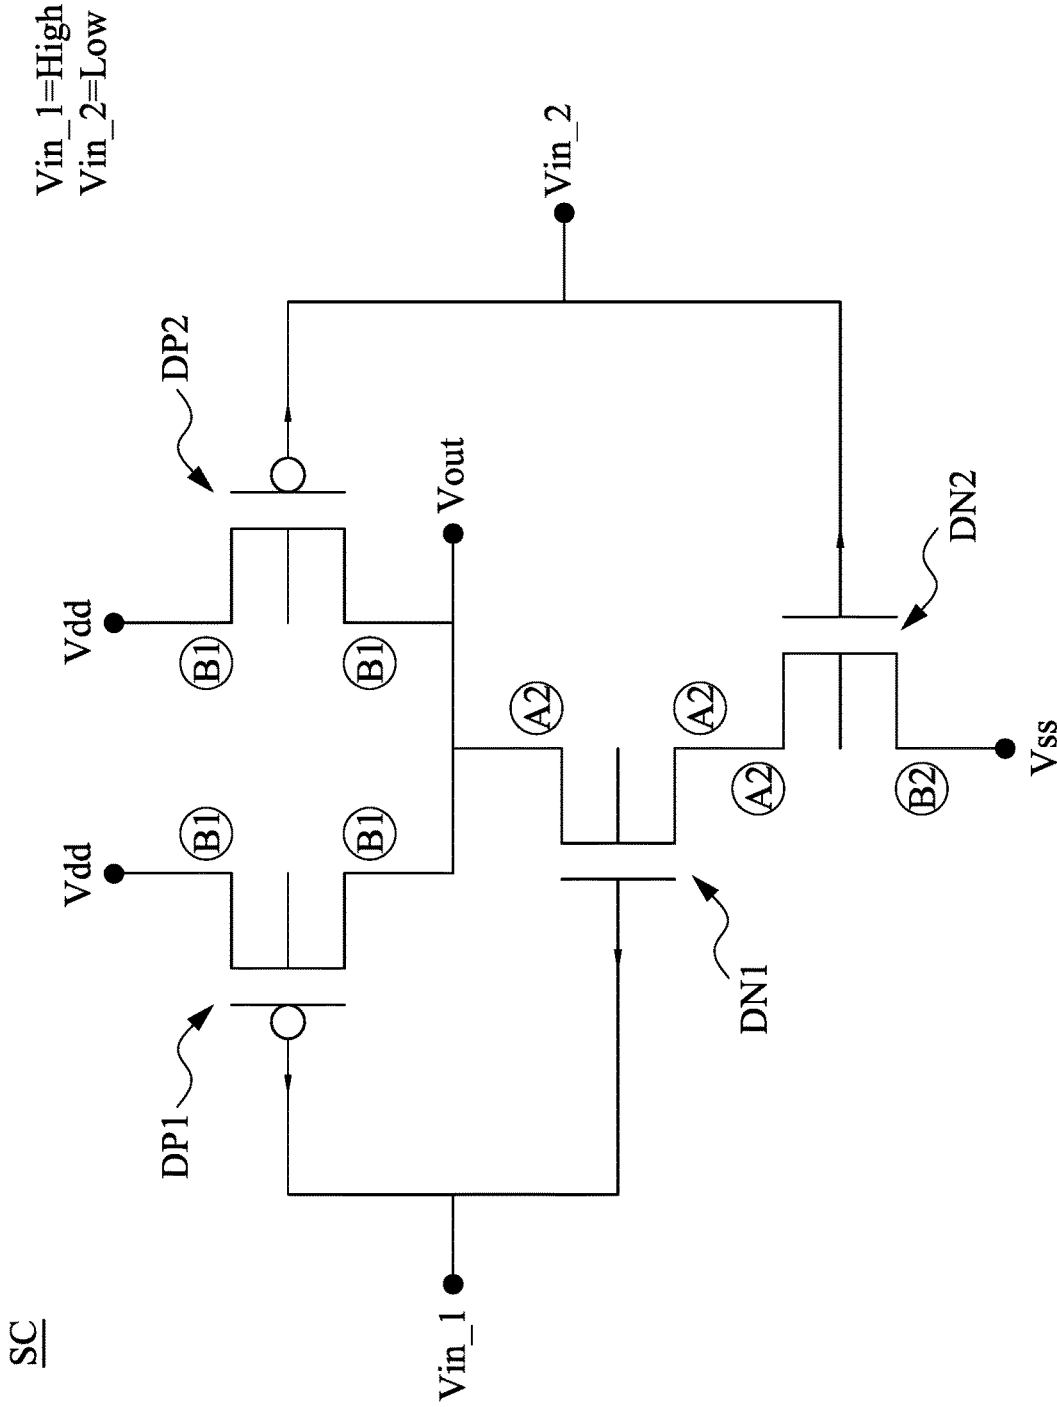 SC
Vin_1=High
Vin_2=Low
Vdd
Vdd
DP1
DP2
B1
B1
B1
B1
Vin_1
Vout
A2
Vin_2
A2
DN1
A2
B2
DN2
Vss